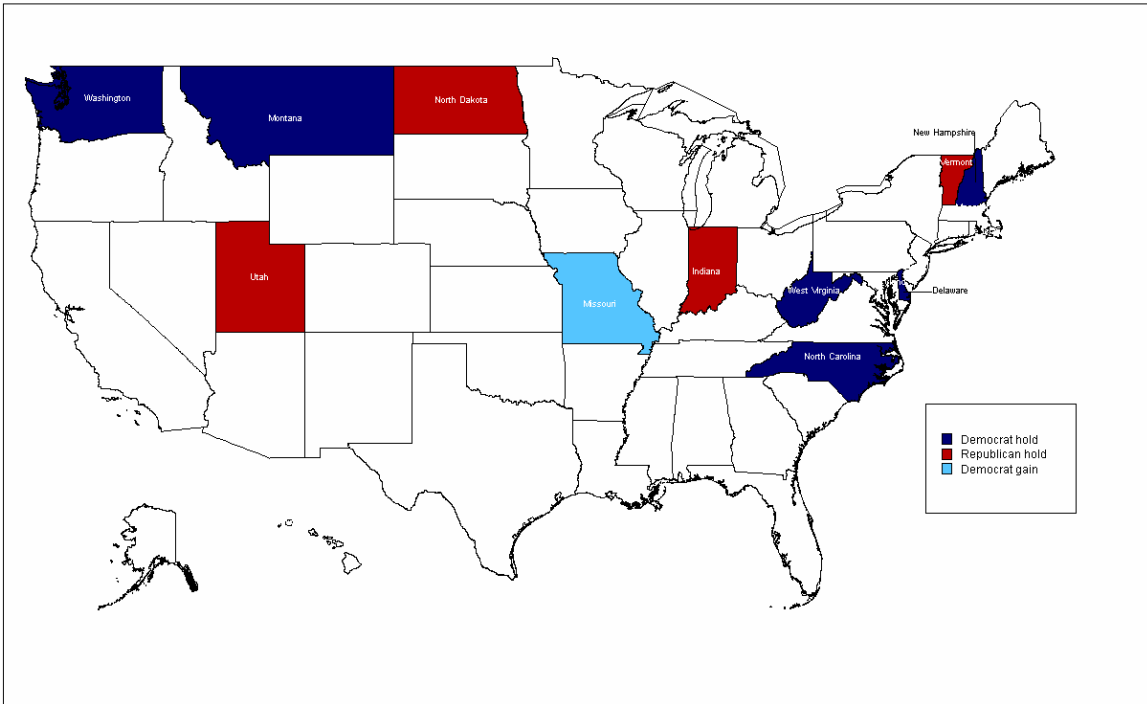 Washington
Montana
North Dakota
New Hampshire
Vermont
Utah
Indiana
Missouri
West Virginia
Delaware
North Carolina
Democrat hold
Republican hold
Democrat gain